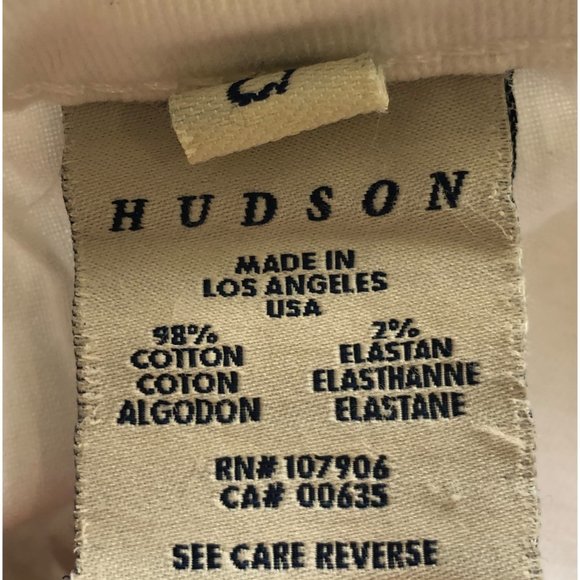 HUDSON
MADE IN
LOS ANGELES
USA
98% 2%
COTTON ELASTAN
COTON ELASTHANNE
ALGODON ELASTANE
RN# 107906
CA# 00635
SEE CARE REVERSE